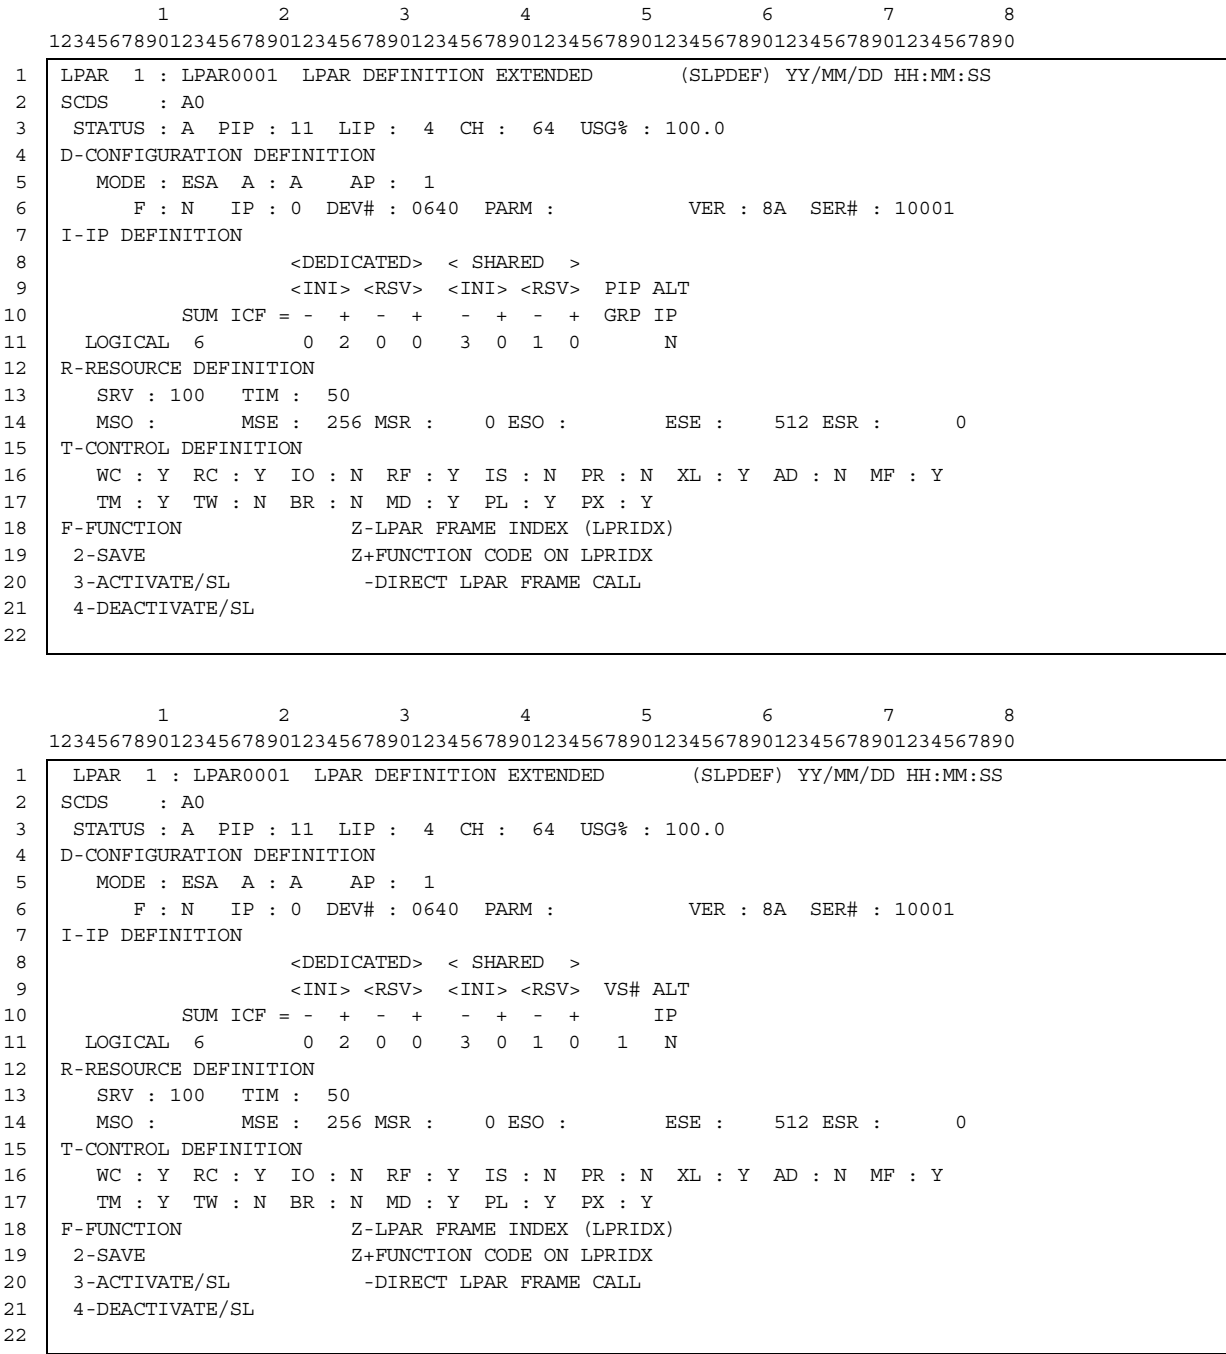 1 2 3 4 5 6 7 8
12345678901234567890123456789012345678901234567890123456789012345678901234567890
1 LPAR 1 : LPAR0001 LPAR DEFINITION EXTENDED (SLPDEF) YY/MM/DD HH:MM:SS
2 SCDS : A0
3 STATUS : A PIP : 11 LIP : 4 CH : 64 USG% : 100.0
4 D-CONFIGURATION DEFINITION
5 MODE : ESA A : A AP : 1
6 F : N IP : 0 DEV# : 0640 PARM : VER : 8A SER# : 10001
7 I-IP DEFINITION
8 <DEDICATED> < SHARED >
9 <INI> <RSV> <INI> <RSV> PIP ALT
10 SUM ICF = - + - + - + - + GRP IP
11 LOGICAL 6 0 2 0 0 3 0 1 0 N
12 R-RESOURCE DEFINITION
13 SRV : 100 TIM : 50
14 MSO : MSE : 256 MSR : 0 ESO : ESE : 512 ESR : 0
15 T-CONTROL DEFINITION
16 WC : Y RC : Y IO : N RF : Y IS : N PR : N XL : Y AD : N MF : Y
17 TM : Y TW : N BR : N MD : Y PL : Y PX : Y
18 F-FUNCTION Z-LPAR FRAME INDEX (LPRIDX)
19 2-SAVE Z+FUNCTION CODE ON LPRIDX
20 3-ACTIVATE/SL -DIRECT LPAR FRAME CALL
21 4-DEACTIVATE/SL
22
1 2 3 4 5 6 7 8
12345678901234567890123456789012345678901234567890123456789012345678901234567890
1 LPAR 1 : LPAR0001 LPAR DEFINITION EXTENDED (SLPDEF) YY/MM/DD HH:MM:SS
2 SCDS : A0
3 STATUS : A PIP : 11 LIP : 4 CH : 64 USG% : 100.0
4 D-CONFIGURATION DEFINITION
5 MODE : ESA A : A AP : 1
6 F : N IP : 0 DEV# : 0640 PARM : VER : 8A SER# : 10001
7 I-IP DEFINITION
8 <DEDICATED> < SHARED >
9 <INI> <RSV> <INI> <RSV> VS# ALT
10 SUM ICF = - + - + - + - + IP
11 LOGICAL 6 0 2 0 0 3 0 1 0 1 N
12 R-RESOURCE DEFINITION
13 SRV : 100 TIM : 50
14 MSO : MSE : 256 MSR : 0 ESO : ESE : 512 ESR : 0
15 T-CONTROL DEFINITION
16 WC : Y RC : Y IO : N RF : Y IS : N PR : N XL : Y AD : N MF : Y
17 TM : Y TW : N BR : N MD : Y PL : Y PX : Y
18 F-FUNCTION Z-LPAR FRAME INDEX (LPRIDX)
19 2-SAVE Z+FUNCTION CODE ON LPRIDX
20 3-ACTIVATE/SL -DIRECT LPAR FRAME CALL
21 4-DEACTIVATE/SL
22